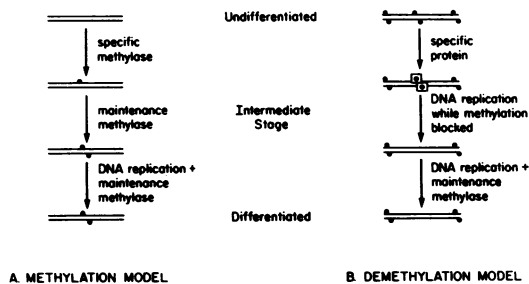 Undifferentiated
specific
methylase
specific
protein
maintenance
methylase
Intermediate
Stage
DNA replication
while methylation
blocked
DNA replication +
maintenance
methylase
DNA replication +
maintenance
methylase
Differentiated
A. METHYLATION MODEL
B. DEMETHYLATION MODEL